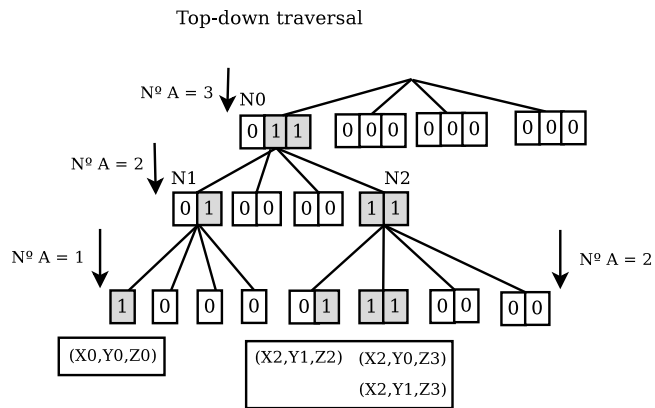 Top-down traversal
Nº A = 3
N0
0 1 1 0 0 0 0 0 0 0 0 0
Nº A = 2
N1
N2
0 1 0 0 0 0 1 1
Nº A = 1
Nº A = 2
1 0 0 0 0 1 1 1 0 0 0 0
(X0,Y0,Z0)
(X2,Y1,Z2) (X2,Y0,Z3)
(X2,Y1,Z3)